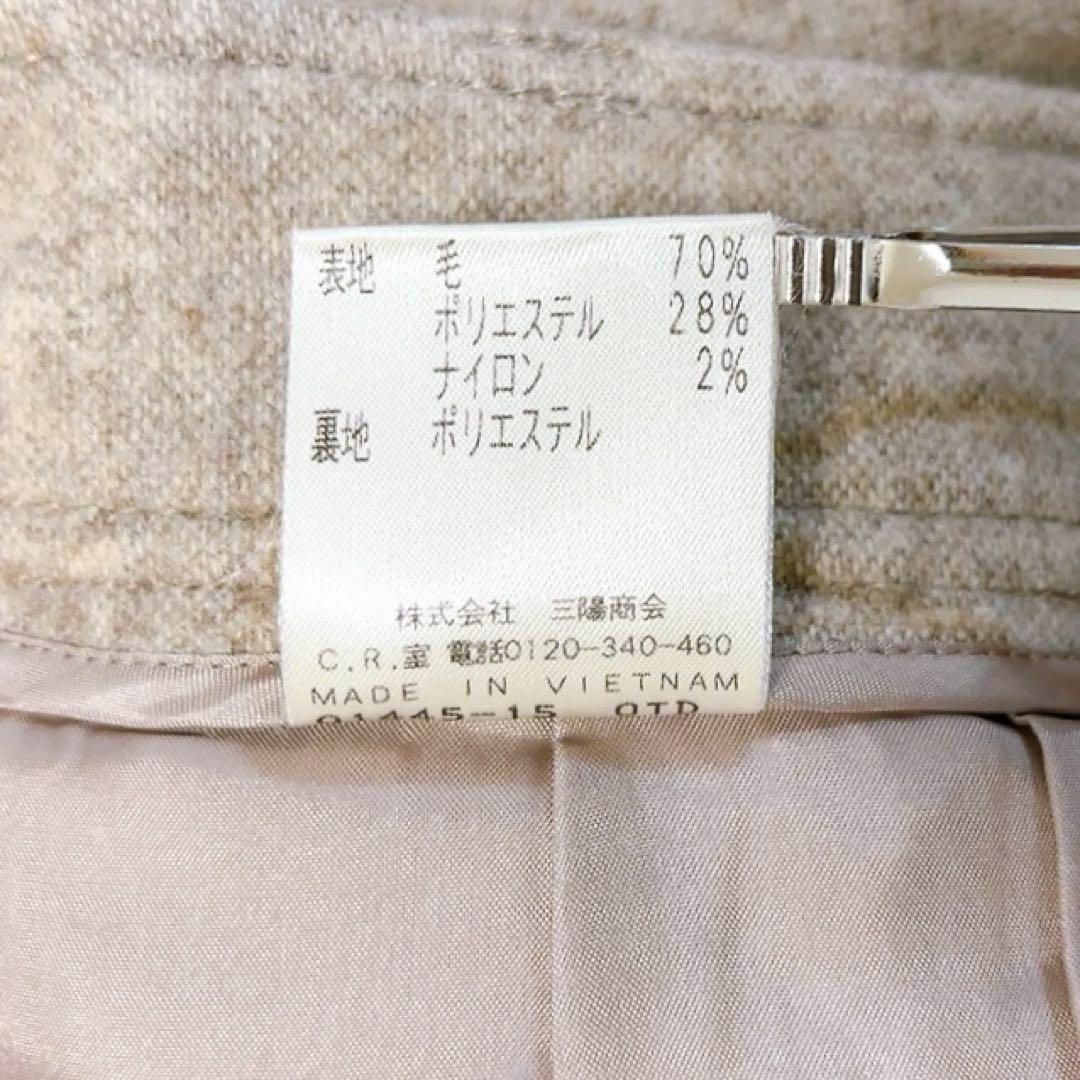 表地 毛 70%
ポリエステル 28%
ナイロン 2%
裏地 ポリエステル
株式会社 三陽商会
C.R.室 電話0120-340-460
MADE IN VIETNAM